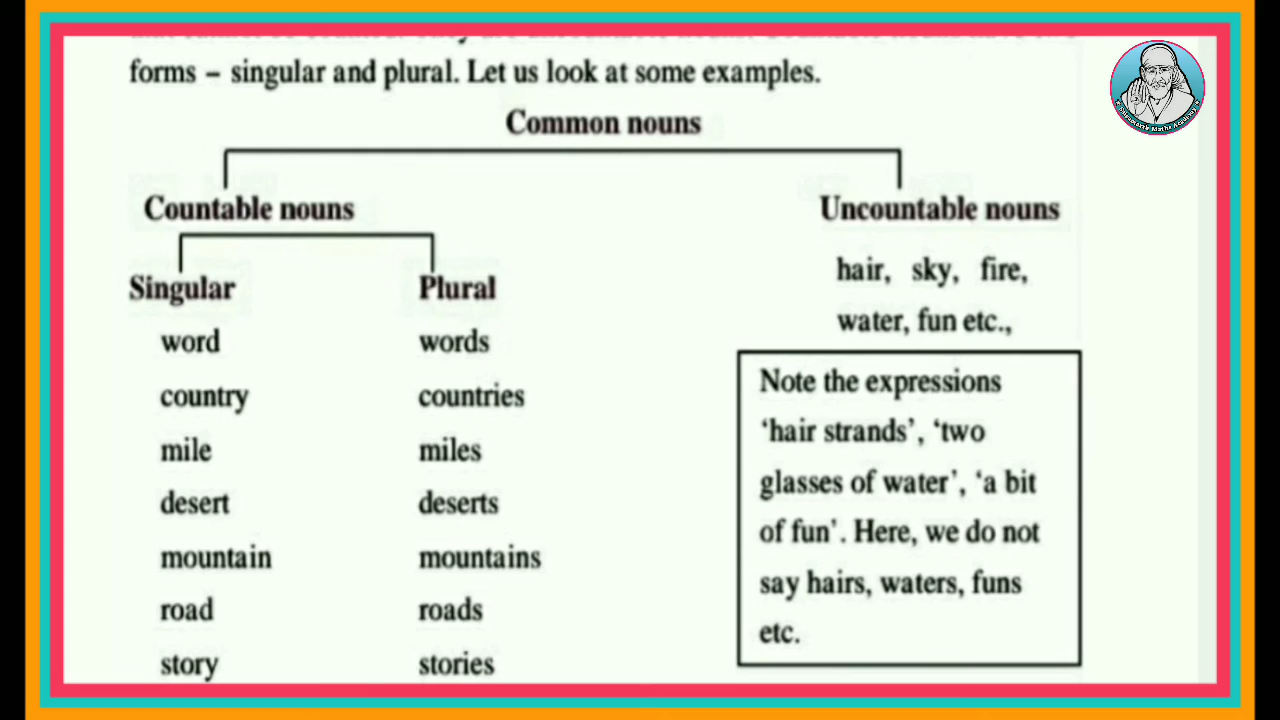 forms – singular and plural. Let us look at some examples.
Common nouns
Countable nouns
Uncountable nouns
Singular
Plural
word
words
country
countries
mile
miles
desert
deserts
mountain
mountains
road
roads
story
stories
hair, sky, fire,
water, fun etc.,
Note the expressions
‘hair strands’, ‘two
glasses of water’, ‘a bit
of fun’. Here, we do not
say hairs, waters, funs
etc.